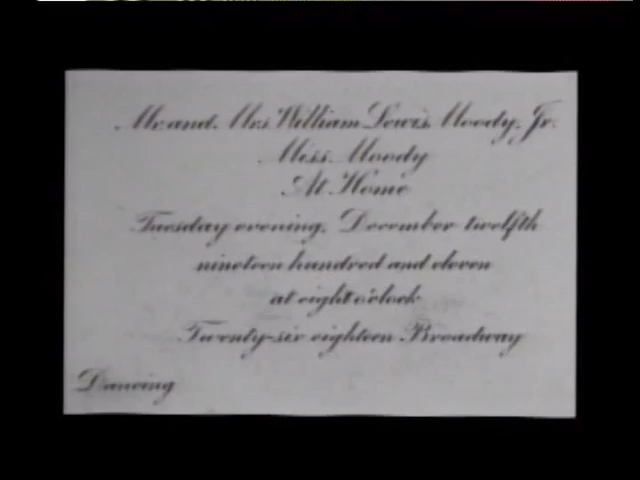 Mr. and Mrs. William Lewis Moody, Jr.
Miss Moody
At Home
Tuesday evening, December twelfth
nineteen hundred and eleven
at eight o'clock
Twenty-six eighteen Broadway
Dancing